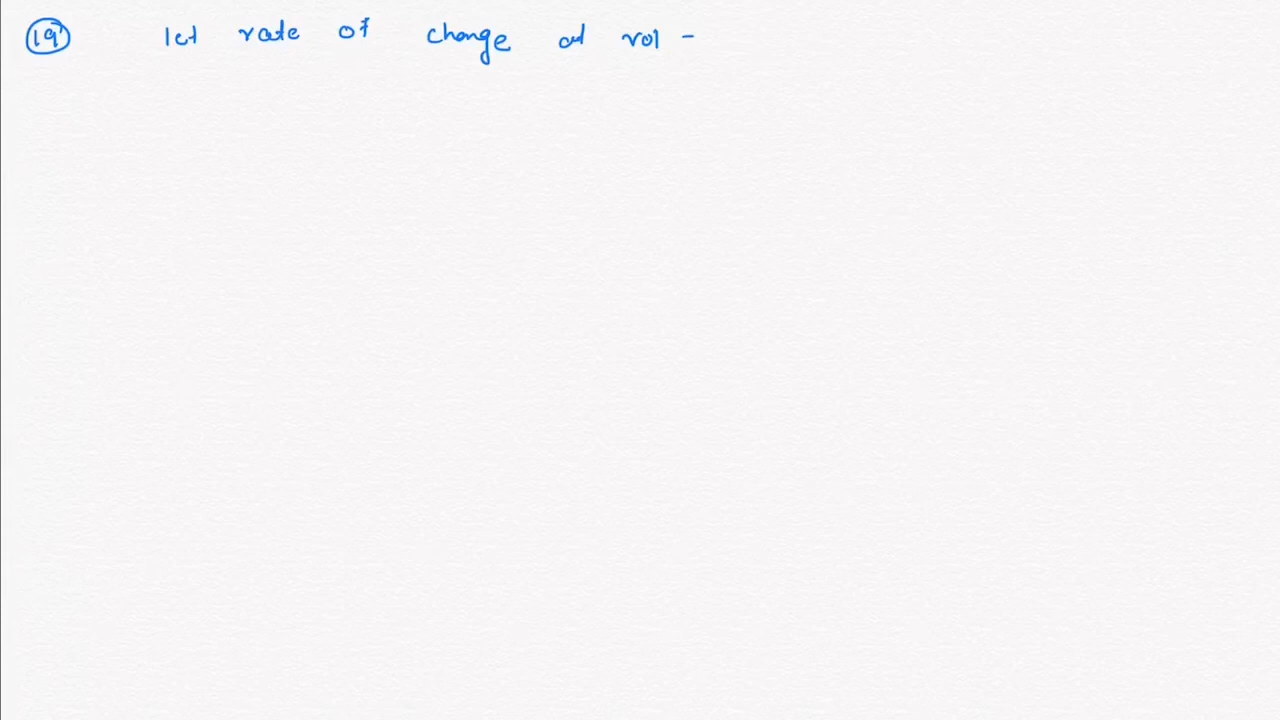 19 let rate of change of vol -